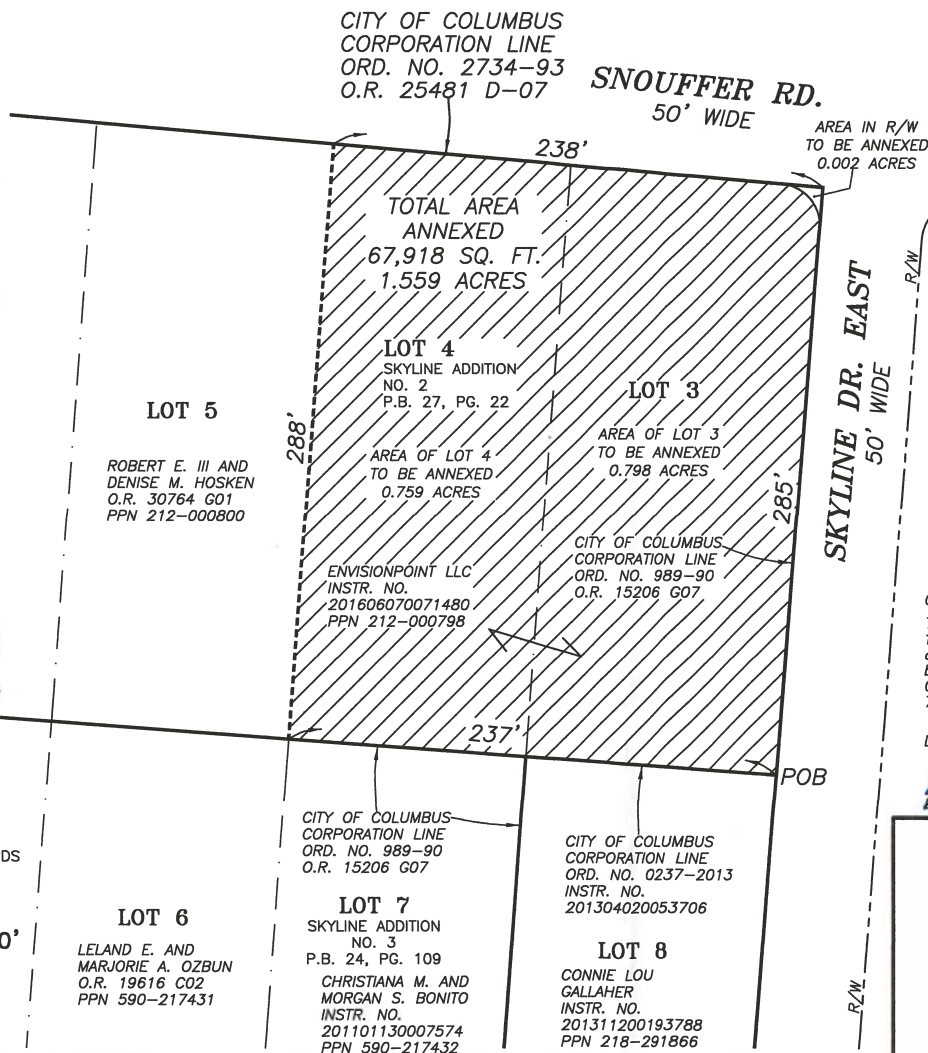 CITY OF COLUMBUS
CORPORATION LINE
ORD. NO. 2734-93
O.R. 25481 D-07
SNOUFFER RD.
50' WIDE
AREA IN R/W
TO BE ANNEXED
0.002 ACRES
238'
TOTAL AREA
ANNEXED
67,918 SQ. FT.
1.559 ACRES
R/W
SKYLINE DR. EAST
50' WIDE
LOT 4
SKYLINE ADDITION
NO. 2
P.B. 27, PG. 22
LOT 3
LOT 5
288'
AREA OF LOT 3
TO BE ANNEXED
0.798 ACRES
AREA OF LOT 4
TO BE ANNEXED
0.759 ACRES
ROBERT E. III AND
DENISE M. HOSKEN
O.R. 30764 G01
PPN 212-000800
285'
CITY OF COLUMBUS
CORPORATION LINE
ORD. NO. 989-90
O.R. 15206 G07
ENVISIONPOINT LLC
INSTR. NO.
201606070071480
PPN 212-000798
237'
POB
CITY OF COLUMBUS
CORPORATION LINE
ORD. NO. 989-90
O.R. 15206 G07
CITY OF COLUMBUS
CORPORATION LINE
ORD. NO. 0237-2013
INSTR. NO.
201304020053706
DS
LOT 6
LELAND E. AND
MARJORIE A. OZBUN
O.R. 19616 C02
PPN 590-217431
0'
LOT 7
SKYLINE ADDITION
NO. 3
P.B. 24, PG. 109
CHRISTIANA M. AND
MORGAN S. BONITO
INSTR. NO.
201101130007574
PPN 590-217432
LOT 8
CONNIE LOU
GALLAHER
INSTR. NO.
201311200193788
PPN 218-291866
R/W